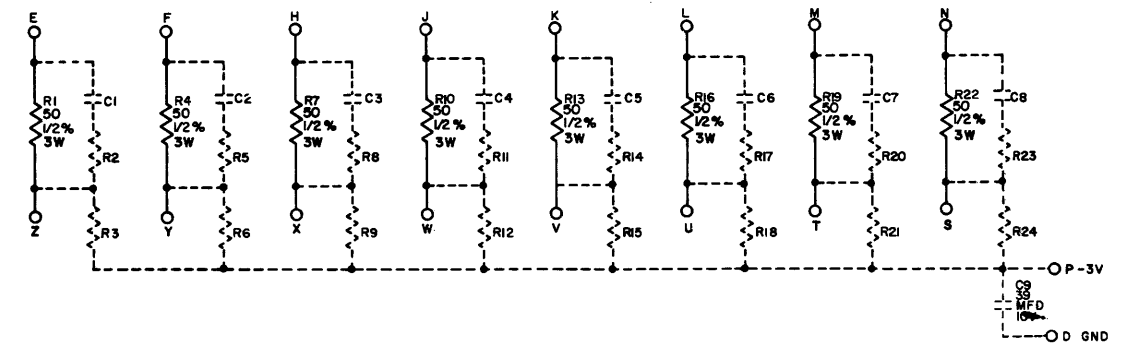 E F H J K L M N
R1
50
1/2%
3W
C1
R2
R3
Z
R4
50
1/2%
3W
C2
R5
R6
Y
R7
50
1/2%
3W
C3
R8
R9
X
R10
50
1/2%
3W
C4
R11
R12
W
R13
50
1/2%
3W
C5
R14
R15
V
R16
50
1/2%
3W
C6
R17
R18
U
R19
50
1/2%
3W
C7
R20
R21
T
R22
50
1/2%
3W
C8
R23
R24
S
P -3V
C9
39
MFD
D GND